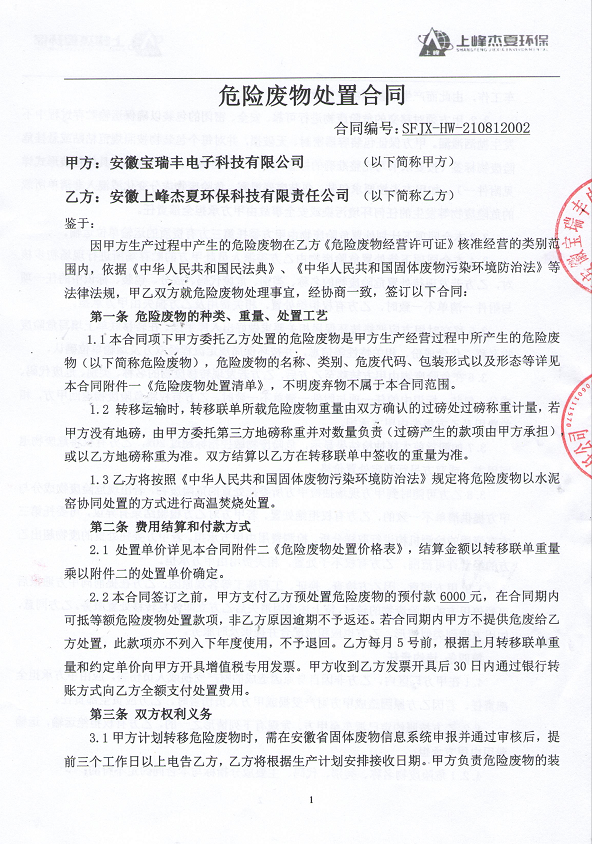 上峰杰夏环保
上峰
危险废物处置合同
合同编号:SFJX-HW-210812002
甲方：安徽宝瑞丰电子科技有限公司 （以下简称甲方）
乙方：安徽上峰杰夏环保科技有限责任公司 （以下简称乙方）
鉴于：
因甲方生产过程中产生的危险废物在乙方《危险废物经营许可证》核准经营的类别范
围内，依据《中华人民共和国民法典》、《中华人民共和国固体废物污染环境防治法》等
法律法规，甲乙双方就危险废物处理事宜，经协商一致，签订以下合同：
第一条 危险废物的种类、重量、处置工艺
1.1 本合同项下甲方委托乙方处置的危险废物是甲方生产经营过程中所产生的危险废
物（以下简称危险废物），危险废物的名称、类别、危废代码、包装形式以及形态等详见
本合同附件一《危险废物处置清单》，不明废弃物不属于本合同范围。
1.2 转移运输时，转移联单所载危险废物重量由双方确认的过磅处过磅称重计量，若
甲方没有地磅，由甲方委托第三方地磅称重并对数量负责（过磅产生的款项由甲方承担）
或以乙方地磅称重为准。双方结算以乙方在转移联单中签收的重量为准。
1.3 乙方将按照《中华人民共和国固体废物污染环境防治法》规定将危险废物以水泥
窑协同处置的方式进行高温焚烧处置。
第二条 费用结算和付款方式
2.1 处置单价详见本合同附件二《危险废物处置价格表》，结算金额以转移联单重量
乘以附件二的处置单价确定。
2.2 本合同签订之前，甲方支付乙方预处置危险废物的预付款 6000 元，在合同期内
可抵等额危险废物处置款项，非乙方原因逾期不予返还。若合同期内甲方不提供危废给乙
方处置，此款项亦不列入下年度使用，不予退回。乙方每月 5 号前，根据上月转移联单重
量和约定单价向甲方开具增值税专用发票。甲方收到乙方发票开具后 30 日内通过银行转
账方式向乙方全额支付处置费用。
第三条 双方权利义务
3.1 甲方计划转移危险废物时，需在安徽省固体废物信息系统申报并通过审核后，提
前三个工作日以上电告乙方，乙方将根据生产计划安排接收日期。甲方负责危险废物的装
1